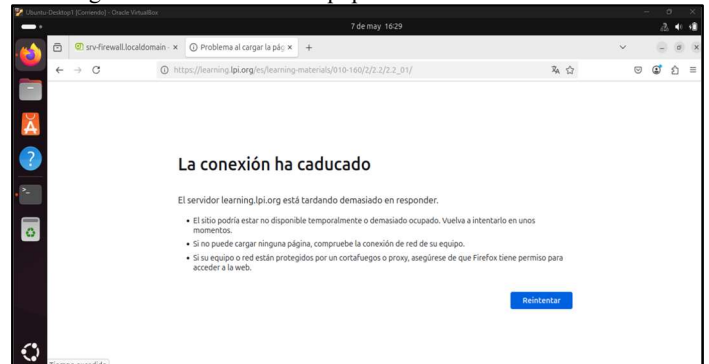 Ubuntu-Desktop1 [Corriendo] - Oracle VirtualBox
7 de may 16:29
srv-firewall.localdomain -
Problema al cargar la pág
https://learning.lpi.org/es/learning-materials/010-160/2/2.2/2.2_01/
La conexión ha caducado
El servidor learning.lpi.org está tardando demasiado en responder.
• El sitio podría estar no disponible temporalmente o demasiado ocupado. Vuelva a intentarlo en unos
momentos.
• Si no puede cargar ninguna página, compruebe la conexión de red de su equipo.
• Si su equipo o red están protegidos por un cortafuegos o proxy, asegúrese de que Firefox tiene permiso para
acceder a la web.
Reintentar